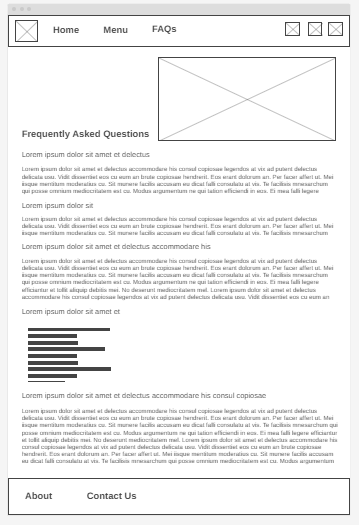 Home Menu FAQs
Frequently Asked Questions
Lorem ipsum dolor sit amet et delectus
Lorem ipsum dolor sit amet et delectus accommodare his consul copiosae legendos at vix ad putent delectus
delicata usu. Vidit dissentiet eos cu eum an brute copiosae hendrerit. Eos erant dolorum an. Per facer affert ut. Mei
iisque mentitum moderatius cu. Sit munere facilis accusam eu dicat falli consulatu at vis. Te facilisis mnesarchum
qui posse omnium mediocritatem est cu. Modus argumentum ne qui tation efficiendi in eos. Ei mea falli legere
Lorem ipsum dolor sit
Lorem ipsum dolor sit amet et delectus accommodare his consul copiosae legendos at vix ad putent delectus
delicata usu. Vidit dissentiet eos cu eum an brute copiosae hendrerit. Eos erant dolorum an. Per facer affert ut. Mei
iisque mentitum moderatius cu. Sit munere facilis accusam eu dicat falli consulatu at vis. Te facilisis mnesarchum
Lorem ipsum dolor sit amet et delectus accommodare his
Lorem ipsum dolor sit amet et delectus accommodare his consul copiosae legendos at vix ad putent delectus
delicata usu. Vidit dissentiet eos cu eum an brute copiosae hendrerit. Eos erant dolorum an. Per facer affert ut. Mei
iisque mentitum moderatius cu. Sit munere facilis accusam eu dicat falli consulatu at vis. Te facilisis mnesarchum
qui posse omnium mediocritatem est cu. Modus argumentum ne qui tation efficiendi in eos. Ei mea falli legere
efficiantur et tollit aliquip debitis mei. No deserunt mediocritatem mel. Lorem ipsum dolor sit amet et delectus
accommodare his consul copiosae legendos at vix ad putent delectus delicata usu. Vidit dissentiet eos cu eum an
Lorem ipsum dolor sit amet et
Lorem ipsum dolor sit amet et delectus accommodare his consul copiosae
Lorem ipsum dolor sit amet et delectus accommodare his consul copiosae legendos at vix ad putent delectus
delicata usu. Vidit dissentiet eos cu eum an brute copiosae hendrerit. Eos erant dolorum an. Per facer affert ut. Mei
iisque mentitum moderatius cu. Sit munere facilis accusam eu dicat falli consulatu at vis. Te facilisis mnesarchum qui
posse omnium mediocritatem est cu. Modus argumentum ne qui tation efficiendi in eos. Ei mea falli legere efficiantur
et tollit aliquip debitis mei. No deserunt mediocritatem mel. Lorem ipsum dolor sit amet et delectus accommodare his
consul copiosae legendos at vix ad putent delectus delicata usu. Vidit dissentiet eos cu eum an brute copiosae
hendrerit. Eos erant dolorum an. Per facer affert ut. Mei iisque mentitum moderatius cu. Sit munere facilis accusam
eu dicat falli consulatu at vis. Te facilisis mnesarchum qui posse omnium mediocritatem est cu. Modus argumentum
About Contact Us